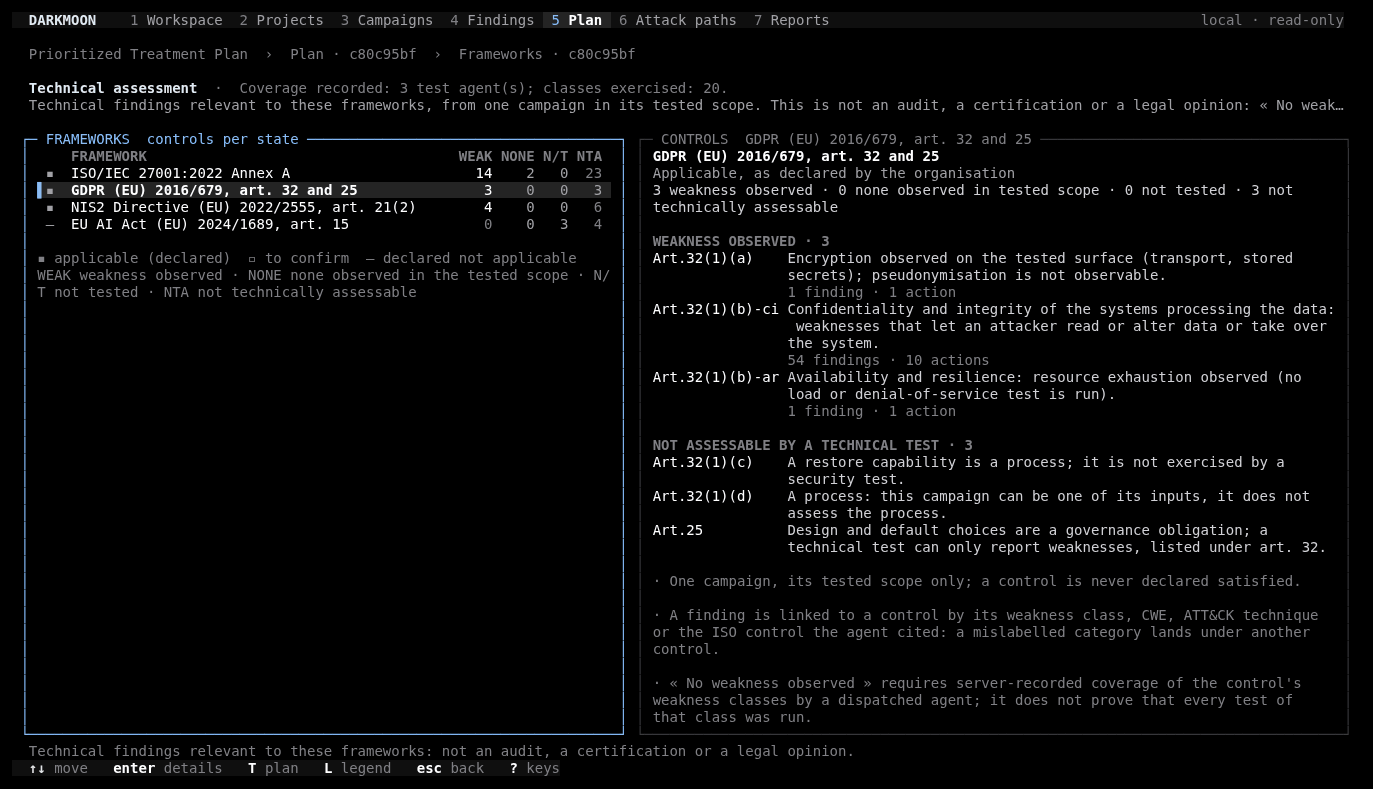 DARKMOON 1 Workspace 2 Projects 3 Campaigns 4 Findings 5 Plan 6 Attack paths 7 Reports local · read-only
Prioritized Treatment Plan › Plan · c80c95bf › Frameworks · c80c95bf
Technical assessment · Coverage recorded: 3 test agent(s); classes exercised: 20.
Technical findings relevant to these frameworks, from one campaign in its tested scope. This is not an audit, a certification or a legal opinion: « No weak…
FRAMEWORKS controls per state
FRAMEWORK WEAK NONE N/T NTA
▪ ISO/IEC 27001:2022 Annex A 14 2 0 23
▪ GDPR (EU) 2016/679, art. 32 and 25 3 0 0 3
▪ NIS2 Directive (EU) 2022/2555, art. 21(2) 4 0 0 6
– EU AI Act (EU) 2024/1689, art. 15 0 0 3 4
▪ applicable (declared) ▫ to confirm – declared not applicable
WEAK weakness observed · NONE none observed in the tested scope · N/
T not tested · NTA not technically assessable
CONTROLS GDPR (EU) 2016/679, art. 32 and 25
GDPR (EU) 2016/679, art. 32 and 25
Applicable, as declared by the organisation
3 weakness observed · 0 none observed in tested scope · 0 not tested · 3 not
technically assessable
WEAKNESS OBSERVED · 3
Art.32(1)(a) Encryption observed on the tested surface (transport, stored
secrets); pseudonymisation is not observable.
1 finding · 1 action
Art.32(1)(b)-ci Confidentiality and integrity of the systems processing the data:
weaknesses that let an attacker read or alter data or take over
the system.
54 findings · 10 actions
Art.32(1)(b)-ar Availability and resilience: resource exhaustion observed (no
load or denial-of-service test is run).
1 finding · 1 action
NOT ASSESSABLE BY A TECHNICAL TEST · 3
Art.32(1)(c) A restore capability is a process; it is not exercised by a
security test.
Art.32(1)(d) A process: this campaign can be one of its inputs, it does not
assess the process.
Art.25 Design and default choices are a governance obligation; a
technical test can only report weaknesses, listed under art. 32.
· One campaign, its tested scope only; a control is never declared satisfied.
· A finding is linked to a control by its weakness class, CWE, ATT&CK technique
or the ISO control the agent cited: a mislabelled category lands under another
control.
· « No weakness observed » requires server-recorded coverage of the control's
weakness classes by a dispatched agent; it does not prove that every test of
that class was run.
Technical findings relevant to these frameworks: not an audit, a certification or a legal opinion.
↑↓ move enter details T plan L legend esc back ? keys